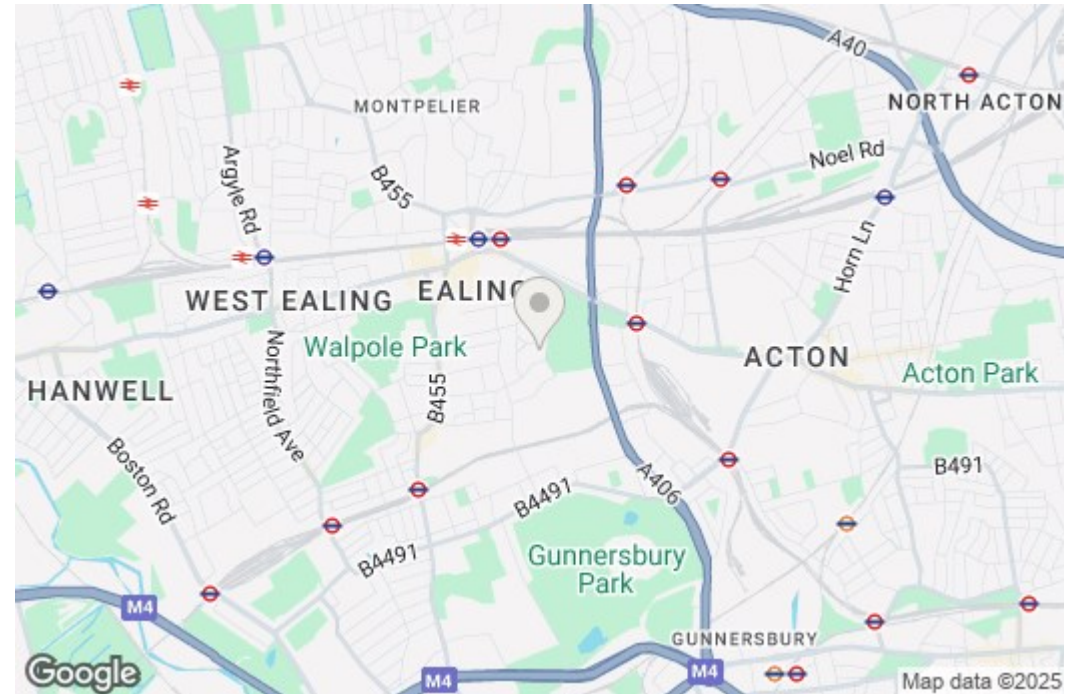 A40
NORTH ACTON
MONTPELIER
Noel Rd
Argyle Rd
B455
Horn Ln
WEST EALING
EALING
Walpole Park
ACTON
Acton Park
HANWELL
Northfield Ave
B455
Boston Rd
B491
A406
B4491
B4491
Gunnersbury
Park
M4
GUNNERSBURY
M4
M4
Google
Map data ©2025